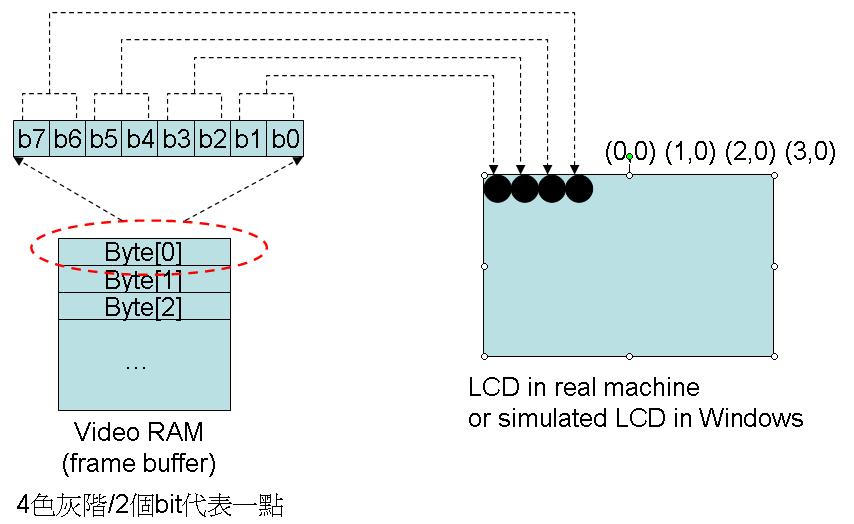 b7 b6 b5 b4 b3 b2 b1 b0
(0,0) (1,0) (2,0) (3,0)
Byte[0]
Byte[1]
Byte[2]
...
LCD in real machine
or simulated LCD in Windows
Video RAM
(frame buffer)
4色灰階/2個bit代表一點